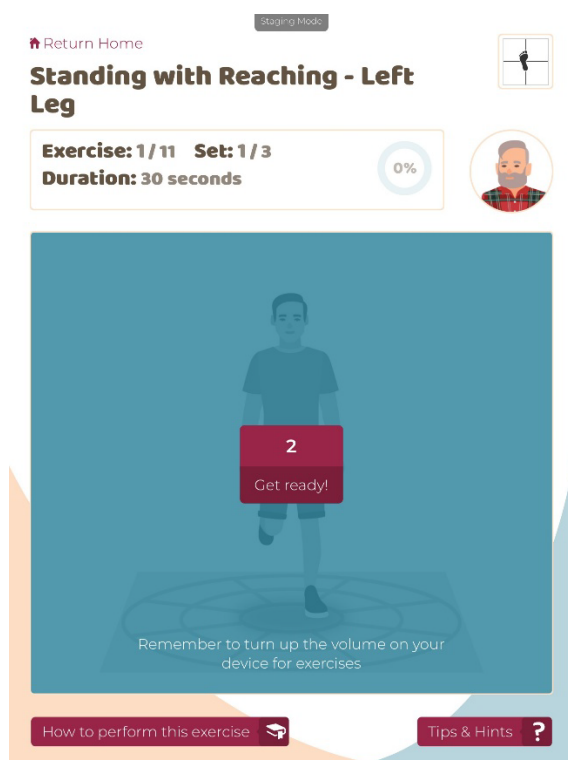 Staging Mode
Return Home
Standing with Reaching - Left
Leg
Exercise: 1 / 11 Set: 1 / 3
Duration: 30 seconds
0%
2
Get ready!
Remember to turn up the volume on your
device for exercises
How to perform this exercise
Tips & Hints ?